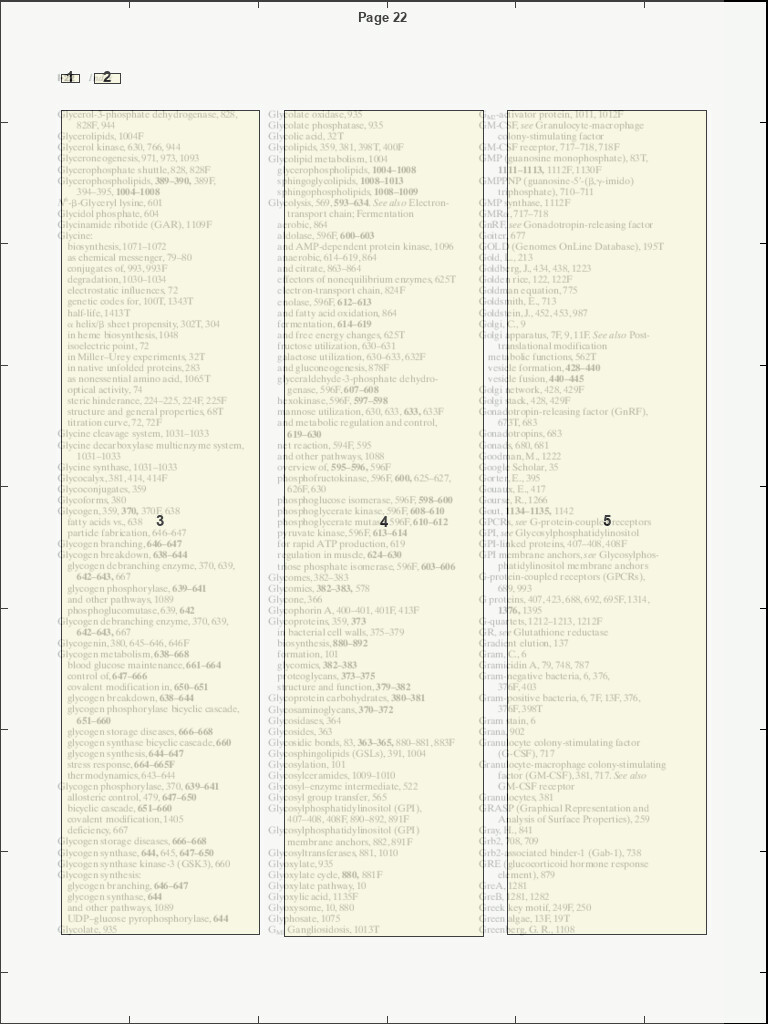 Page 22
1 2
Glycerol-3-phosphate dehydrogenase, 828,
828F, 944
Glycerolipids, 1004F
Glycerol kinase, 630, 766, 944
Glyceroneogenesis, 971, 973, 1093
Glycerophosphate shuttle, 828, 828F
Glycerophospholipids, 389–390, 389F,
394–395, 1004–1008
-β-Glyceryl lysine, 601
Glycidol phosphate, 604
Glycinamide ribotide (GAR), 1109F
Glycine:
biosynthesis, 1071–1072
as chemical messenger, 79–80
conjugates of, 993, 993F
degradation, 1030–1034
electrostatic influences, 72
genetic codes for, 100T, 1343T
half-life, 1413T
α helix/β sheet propensity, 302T, 304
in heme biosynthesis, 1048
isoelectric point, 72
in Miller–Urey experiments, 32T
in native unfolded proteins, 283
as nonessential amino acid, 1065T
optical activity, 74
steric hinderance, 224–225, 224F, 225F
structure and general properties, 68T
titration curve, 72, 72F
Glycine cleavage system, 1031–1033
Glycine decarboxylase multienzyme system,
1031–1033
Glycine synthase, 1031–1033
Glycocalyx, 381, 414, 414F
Glycoconjugates, 359
Glycoforms, 380
Glycogen, 359, 370, 370F, 638
fatty acids vs., 638
3
particle fabrication, 646–647
Glycogen branching, 646–647
Glycogen breakdown, 638–644
glycogen debranching enzyme, 370, 639,
642–643, 667
glycogen phosphorylase, 639–641
and other pathways, 1089
phosphoglucomutase, 639, 642
Glycogen debranching enzyme, 370, 639,
642–643, 667
Glycogenin, 380, 645–646, 646F
Glycogen metabolism, 638–668
blood glucose maintenance, 661–664
control of, 647–666
covalent modification in, 650–651
glycogen breakdown, 638–644
glycogen phosphorylase bicyclic cascade,
651–660
glycogen storage diseases, 666–668
glycogen synthase bicyclic cascade, 660
glycogen synthesis, 644–647
stress response, 664–665F
thermodynamics, 643–644
Glycogen phosphorylase, 370, 639–641
allosteric control, 479, 647–650
bicyclic cascade, 651–660
covalent modification, 1405
deficiency, 667
Glycogen storage diseases, 666–668
Glycogen synthase, 644, 645, 647–650
Glycogen synthase kinase-3 (GSK3), 660
Glycogen synthesis:
glycogen branching, 646–647
glycogen synthase, 644
and other pathways, 1089
UDP–glucose pyrophosphorylase, 644
Glycolate, 935
Glycolate oxidase, 935
Glycolate phosphatase, 935
Glycolic acid, 32T
Glycolipids, 359, 381, 398T, 400F
Glycolipid metabolism, 1004
glycerophospholipids, 1004–1008
sphingoglycolipids, 1008–1013
sphingophospholipids, 1008–1009
Glycolysis, 569, 593–634. See also Electron-
transport chain; Fermentation
aerobic, 864
aldolase, 596F, 600–603
and AMP-dependent protein kinase, 1096
anaerobic, 614–619, 864
and citrate, 863–864
effectors of nonequilibrium enzymes, 625T
electron-transport chain, 824F
enolase, 596F, 612–613
and fatty acid oxidation, 864
fermentation, 614–619
and free energy changes, 625T
fructose utilization, 630–631
galactose utilization, 630–633, 632F
and gluconeogenesis, 878F
glyceraldehyde-3-phosphate dehydro-
genase, 596F, 607–608
hexokinase, 596F, 597–598
mannose utilization, 630, 633, 633, 633F
and metabolic regulation and control,
619–630
net reaction, 594F, 595
and other pathways, 1088
overview of, 595–596, 596F
phosphofructokinase, 596F, 600, 625–627,
626F, 630
phosphoglucose isomerase, 596F, 598–600
phosphoglycerate kinase, 596F, 608–610
phosphoglycerate mutase, 596F, 610–612
4
pyruvate kinase, 596F, 613–614
for rapid ATP production, 619
regulation in muscle, 624–630
triose phosphate isomerase, 596F, 603–606
Glycomes, 382–383
Glycomics, 382–383, 578
Glycone, 366
Glycophorin A, 400–401, 401F, 413F
Glycoproteins, 359, 373
in bacterial cell walls, 375–379
biosynthesis, 880–892
formation, 101
glycomics, 382–383
proteoglycans, 373–375
structure and function, 379–382
Glycoprotein carbohydrates, 380–381
Glycosaminoglycans, 370–372
Glycosidases, 364
Glycosides, 363
Glycosidic bonds, 83, 363–365, 880–881, 883F
Glycosphingolipids (GSLs), 391, 1004
Glycosylation, 101
Glycosylceramides, 1009–1010
Glycosyl–enzyme intermediate, 522
Glycosyl group transfer, 565
Glycosylphosphatidylinositol (GPI),
407–408, 408F, 890–892, 891F
Glycosylphosphatidylinositol (GPI)
membrane anchors, 882, 891F
Glycosyltransferases, 881, 1010
Glyoxylate, 935
Glyoxylate cycle, 880, 881F
Glyoxylate pathway, 10
Glyoxylic acid, 1135F
Glyoxysome, 10, 880
Glyphosate, 1075
Gangliosidosis, 1013T
-activator protein, 1011, 1012F
GM-CSF, see Granulocyte-macrophage
colony-stimulating factor
GM-CSF receptor, 717–718, 718F
GMP (guanosine monophosphate), 83T,
1111–1113, 1112F, 1130F
GMPPNP (guanosine-5′-(β,γ-imido)
triphosphate), 710–711
GMP synthase, 1112F
GMRα, 717–718
GnRF, see Gonadotropin-releasing factor
Goiter, 677
GOLD (Genomes OnLine Database), 195T
Gold, L., 213
Goldberg, J., 434, 438, 1223
Golden rice, 122, 122F
Goldman equation, 775
Goldsmith, E., 713
Goldstein, J., 452, 453, 987
Golgi, C., 9
Golgi apparatus, 7F, 9, 11F. See also Post-
translational modification
metabolic functions, 562T
vesicle formation, 428–440
vesicle fusion, 440–445
Golgi network, 428, 429F
Golgi stack, 428, 429F
Gonadotropin-releasing factor (GnRF),
673T, 683
Gonadotropins, 683
Gonads, 680, 681
Goodman, M., 1222
Google Scholar, 35
Gorter, E., 395
Gouaux, E., 417
Gourse, R., 1266
Gout, 1134–1135, 1142
GPCRs, see G-protein-coupled receptors
5
GPI, see Glycosylphosphatidylinositol
GPI-linked proteins, 407–408, 408F
GPI membrane anchors, see Glycosylphos-
phatidylinositol membrane anchors
G-protein-coupled receptors (GPCRs),
689, 993
G proteins, 407, 423, 688, 692, 695F, 1314,
1376, 1395
G-quartets, 1212–1213, 1212F
GR, see Glutathione reductase
Gradient elution, 137
Gram, C., 6
Gramicidin A, 79, 748, 787
Gram-negative bacteria, 6, 376,
376F, 403
Gram-positive bacteria, 6, 7F, 13F, 376,
376F, 398T
Gram stain, 6
Grana, 902
Granulocyte colony-stimulating factor
(G-CSF), 717
Granulocyte-macrophage colony-stimulating
factor (GM-CSF), 381, 717. See also
GM-CSF receptor
Granulocytes, 381
GRASP (Graphical Representation and
Analysis of Surface Properties), 259
Gray, H., 841
Grb2, 708, 709
Grb2-associated binder-1 (Gab-1), 738
GRE (glucocorticoid hormone response
element), 879
GreA, 1281
GreB, 1281, 1282
Greek key motif, 249F, 250
Green algae, 13F, 19T
Greenberg, G. R., 1108